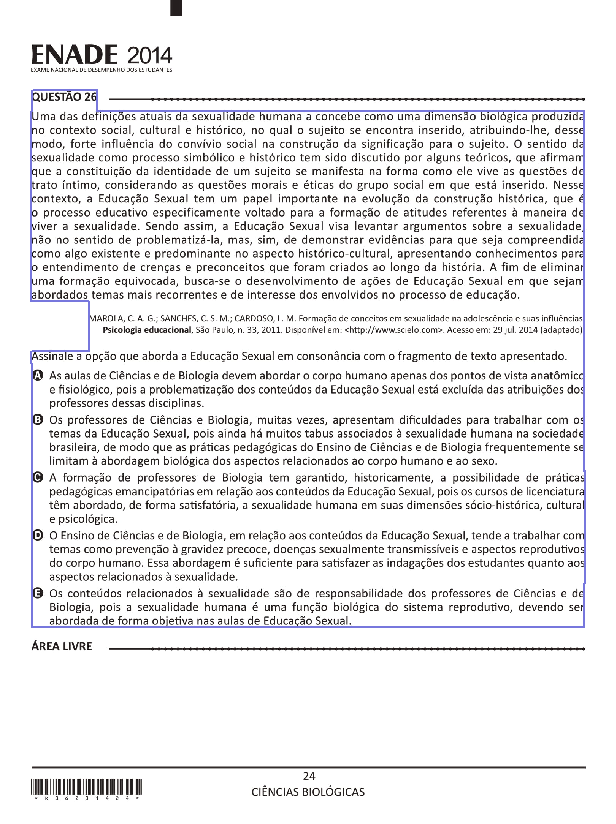 ENADE 2014
EXAME NACIONAL DE DESEMPENHO DOS ESTUDANTES
QUESTÃO 26
Uma das definições atuais da sexualidade humana a concebe como uma dimensão biológica produzida
no contexto social, cultural e histórico, no qual o sujeito se encontra inserido, atribuindo-lhe, desse
modo, forte influência do convívio social na construção da significação para o sujeito. O sentido da
sexualidade como processo simbólico e histórico tem sido discutido por alguns teóricos, que afirmam
que a constituição da identidade de um sujeito se manifesta na forma como ele vive as questões de
trato íntimo, considerando as questões morais e éticas do grupo social em que está inserido. Nesse
contexto, a Educação Sexual tem um papel importante na evolução da construção histórica, que é
o processo educativo especificamente voltado para a formação de atitudes referentes à maneira de
viver a sexualidade. Sendo assim, a Educação Sexual visa levantar argumentos sobre a sexualidade,
não no sentido de problematizá-la, mas, sim, de demonstrar evidências para que seja compreendida
como algo existente e predominante no aspecto histórico-cultural, apresentando conhecimentos para
o entendimento de crenças e preconceitos que foram criados ao longo da história. A fim de eliminar
uma formação equivocada, busca-se o desenvolvimento de ações de Educação Sexual em que sejam
abordados temas mais recorrentes e de interesse dos envolvidos no processo de educação.
MAROLA, C. A. G.; SANCHES, C. S. M.; CARDOSO, L. M. Formação de conceitos em sexualidade na adolescência e suas influências.
Psicologia educacional, São Paulo, n. 33, 2011. Disponível em: <http://www.scielo.com>. Acesso em: 29 jul. 2014 (adaptado).
Assinale a opção que aborda a Educação Sexual em consonância com o fragmento de texto apresentado.
A As aulas de Ciências e de Biologia devem abordar o corpo humano apenas dos pontos de vista anatômico
e fisiológico, pois a problematização dos conteúdos da Educação Sexual está excluída das atribuições dos
professores dessas disciplinas.
B Os professores de Ciências e Biologia, muitas vezes, apresentam dificuldades para trabalhar com os
temas da Educação Sexual, pois ainda há muitos tabus associados à sexualidade humana na sociedade
brasileira, de modo que as práticas pedagógicas do Ensino de Ciências e de Biologia frequentemente se
limitam à abordagem biológica dos aspectos relacionados ao corpo humano e ao sexo.
C A formação de professores de Biologia tem garantido, historicamente, a possibilidade de práticas
pedagógicas emancipatórias em relação aos conteúdos da Educação Sexual, pois os cursos de licenciatura
têm abordado, de forma satisfatória, a sexualidade humana em suas dimensões sócio-histórica, cultural
e psicológica.
D O Ensino de Ciências e de Biologia, em relação aos conteúdos da Educação Sexual, tende a trabalhar com
temas como prevenção à gravidez precoce, doenças sexualmente transmissíveis e aspectos reprodutivos
do corpo humano. Essa abordagem é suficiente para satisfazer as indagações dos estudantes quanto aos
aspectos relacionados à sexualidade.
E Os conteúdos relacionados à sexualidade são de responsabilidade dos professores de Ciências e de
Biologia, pois a sexualidade humana é uma função biológica do sistema reprodutivo, devendo ser
abordada de forma objetiva nas aulas de Educação Sexual.
ÁREA LIVRE
24
CIÊNCIAS BIOLÓGICAS